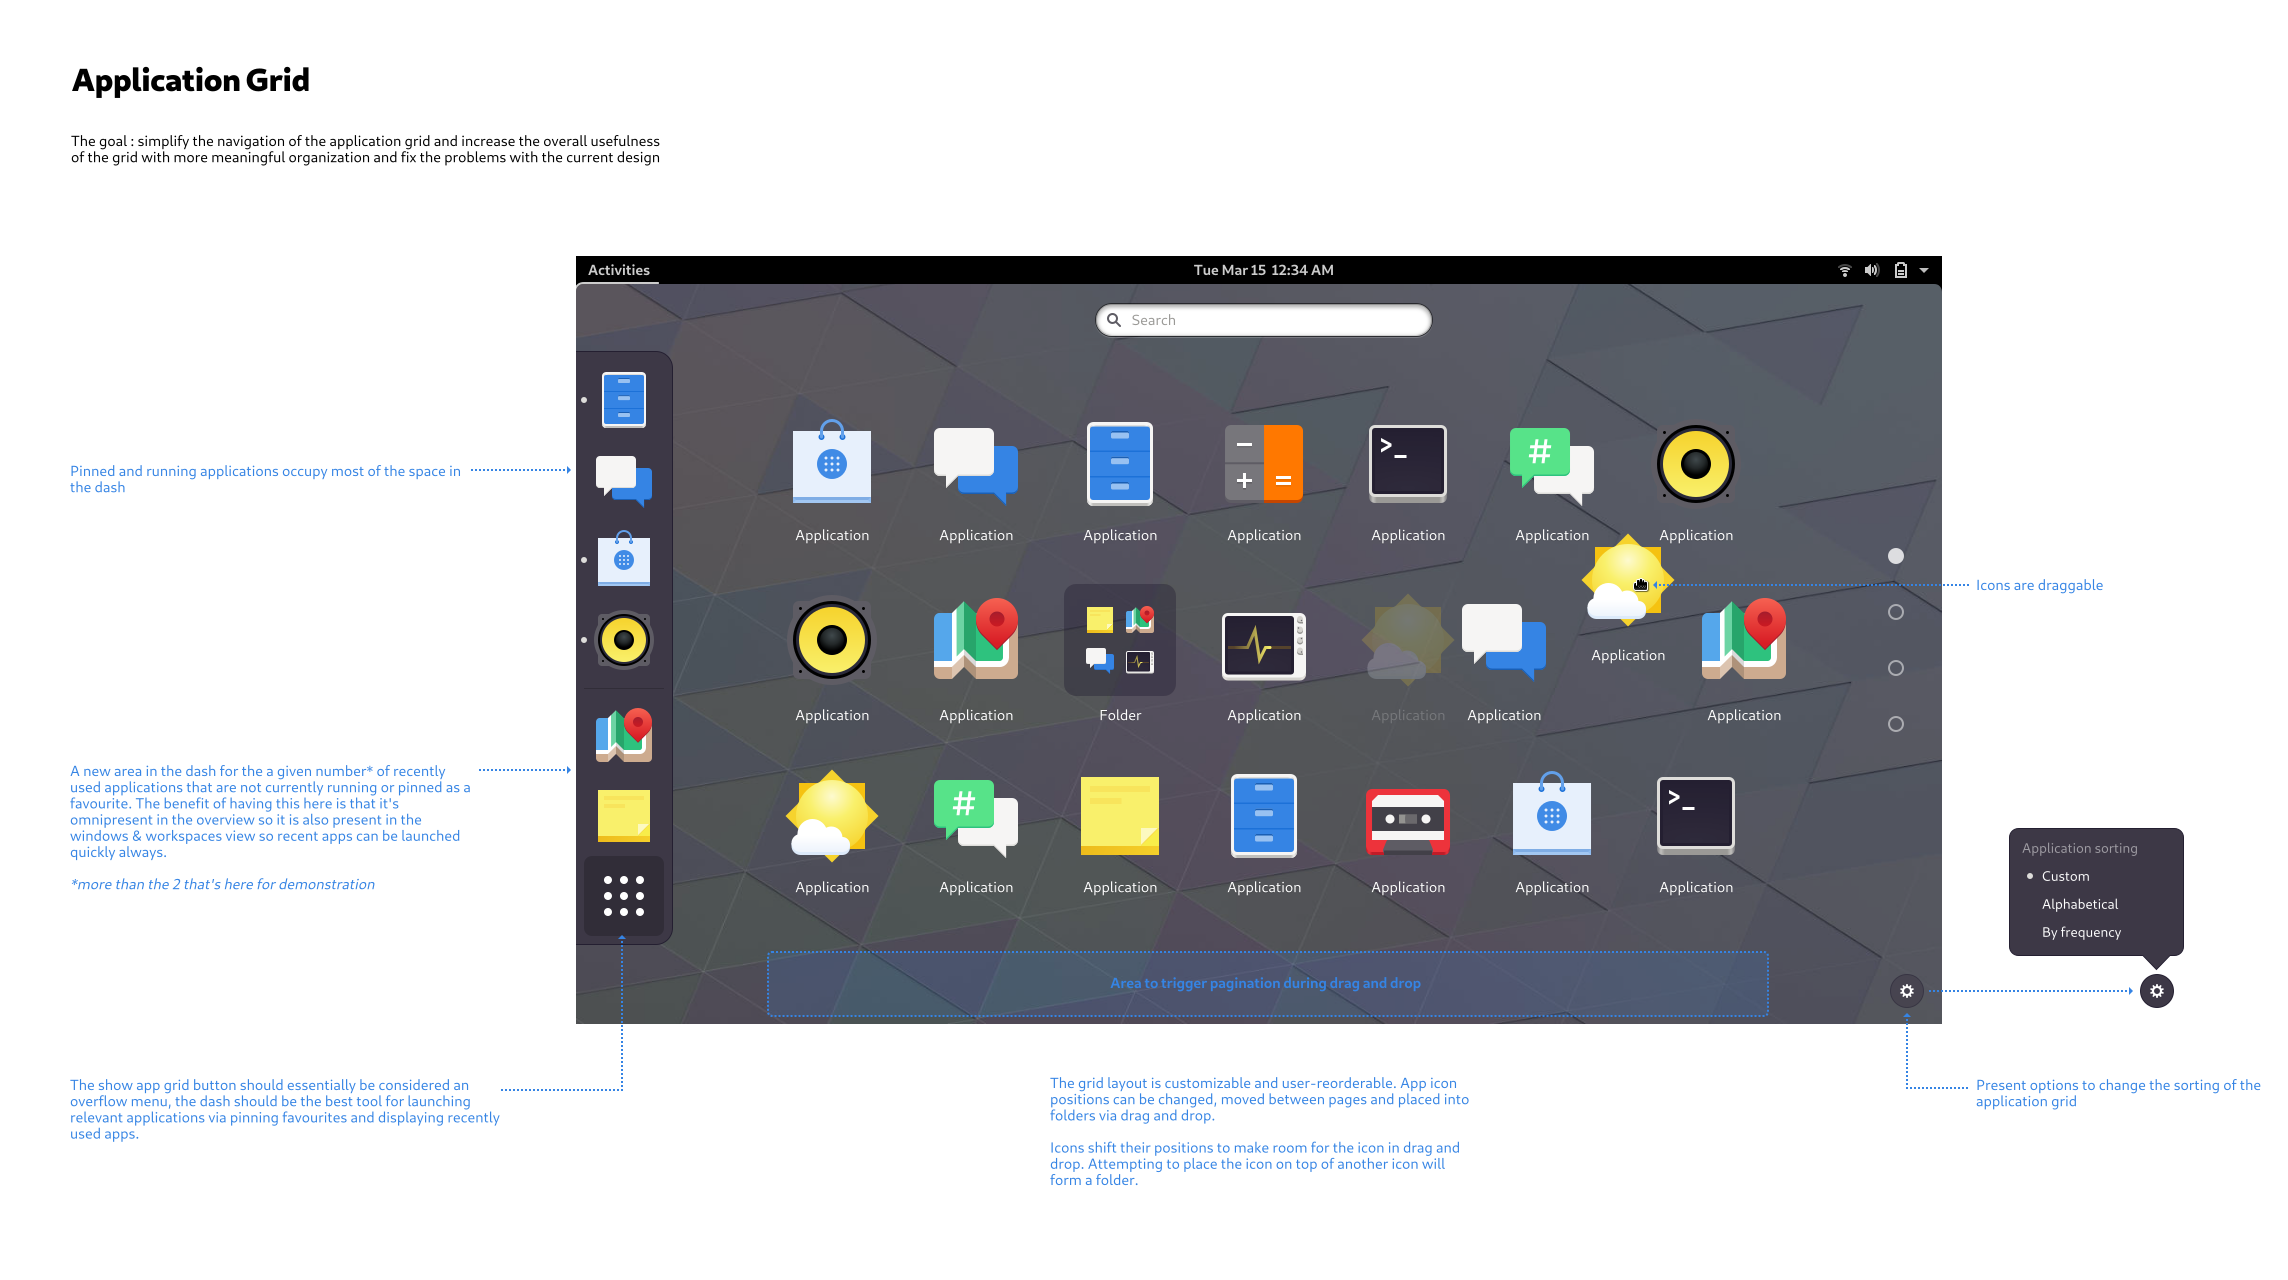 Application Grid
The goal : simplify the navigation of the application grid and increase the overall usefulness
of the grid with more meaningful organization and fix the problems with the current design
Activities
Tue Mar 15 12:34 AM
Search
Pinned and running applications occupy most of the space in
the dash
Application Application Application Application Application Application Application
Icons are draggable
Application
Application Application Folder Application Application Application Application
A new area in the dash for the a given number* of recently
used applications that are not currently running or pinned as a
favourite. The benefit of having this here is that it's
omnipresent in the overview so it is also present in the
windows & workspaces view so recent apps can be launched
quickly always.
*more than the 2 that's here for demonstration
Application Application Application Application Application Application Application
Application sorting
Custom
Alphabetical
By frequency
Area to trigger pagination during drag and drop
The show app grid button should essentially be considered an
overflow menu, the dash should be the best tool for launching
relevant applications via pinning favourites and displaying recently
used apps.
The grid layout is customizable and user-reorderable. App icon
positions can be changed, moved between pages and placed into
folders via drag and drop.
Icons shift their positions to make room for the icon in drag and
drop. Attempting to place the icon on top of another icon will
form a folder.
Present options to change the sorting of the
application grid